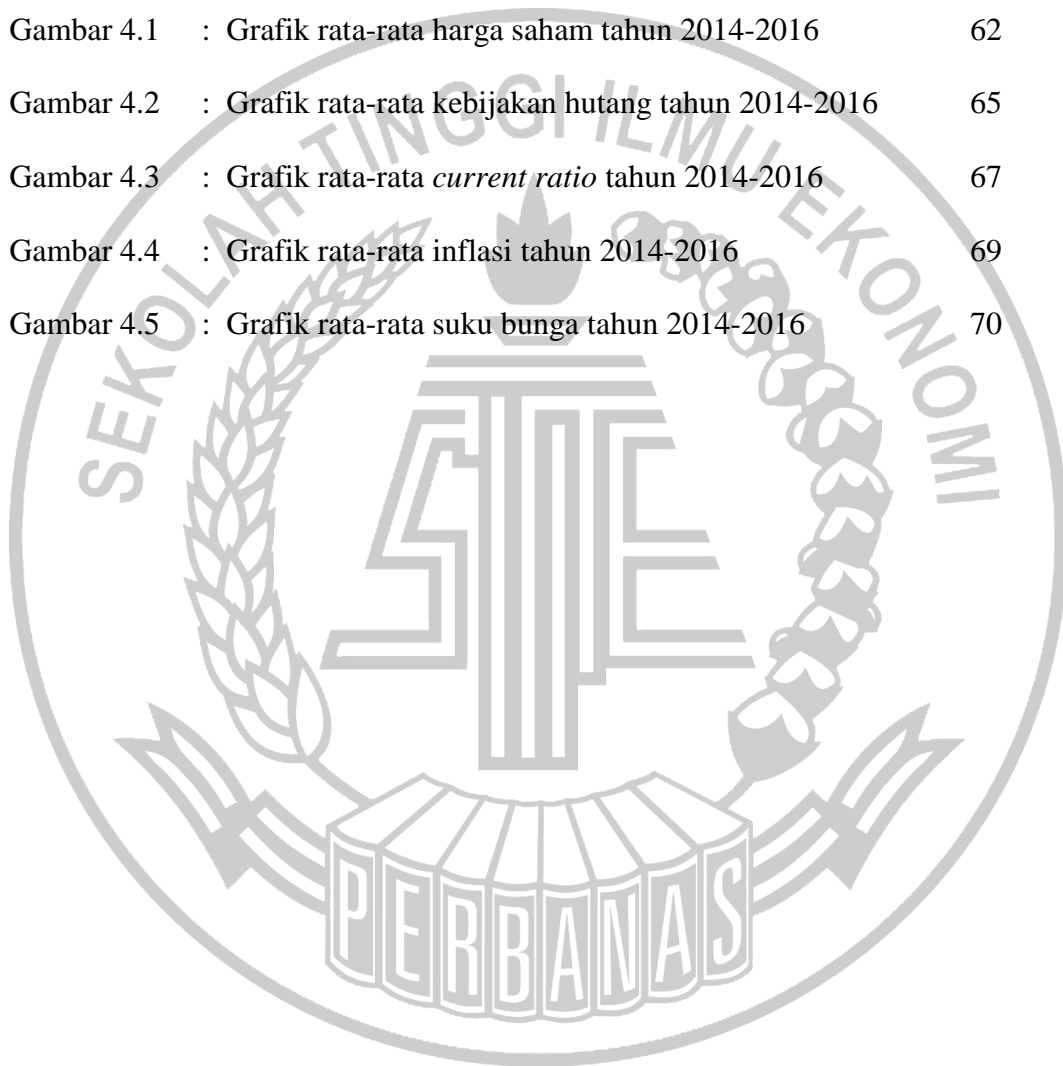 Gambar 4.1 : Grafik rata-rata harga saham tahun 2014-2016 62
Gambar 4.2 : Grafik rata-rata kebijakan hutang tahun 2014-2016 65
Gambar 4.3 : Grafik rata-rata current ratio tahun 2014-2016 67
Gambar 4.4 : Grafik rata-rata inflasi tahun 2014-2016 69
Gambar 4.5 : Grafik rata-rata suku bunga tahun 2014-2016 70
SEKOLAH TINGGI ILMU EKONOMI
STIE
PERBANAS